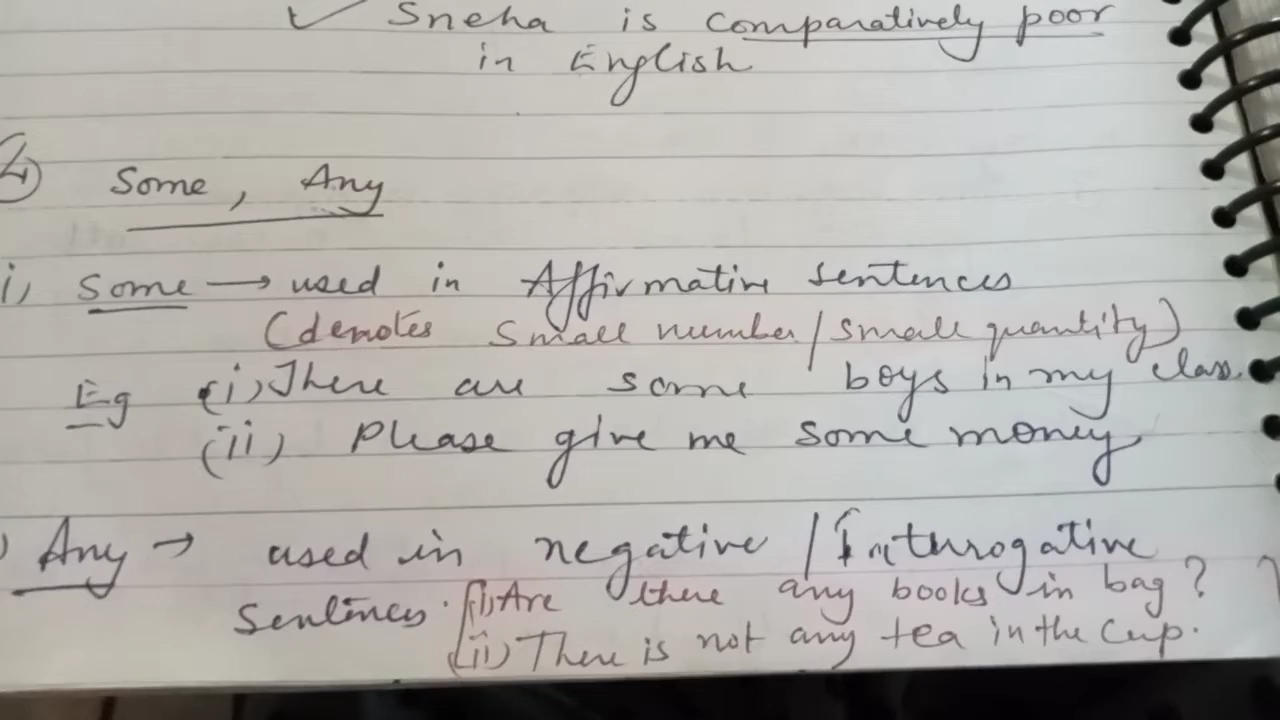 ✓ Sneha is comparatively poor
in English
4) Some, Any
i) Some → used in Affirmative sentences
(denotes small number / small quantity)
Eg (i) There are some boys in my class.
(ii) Please give me some money
) Any → used in negative / Interrogative
sentences. (i) Are there any books in bag?
(ii) There is not any tea in the cup.